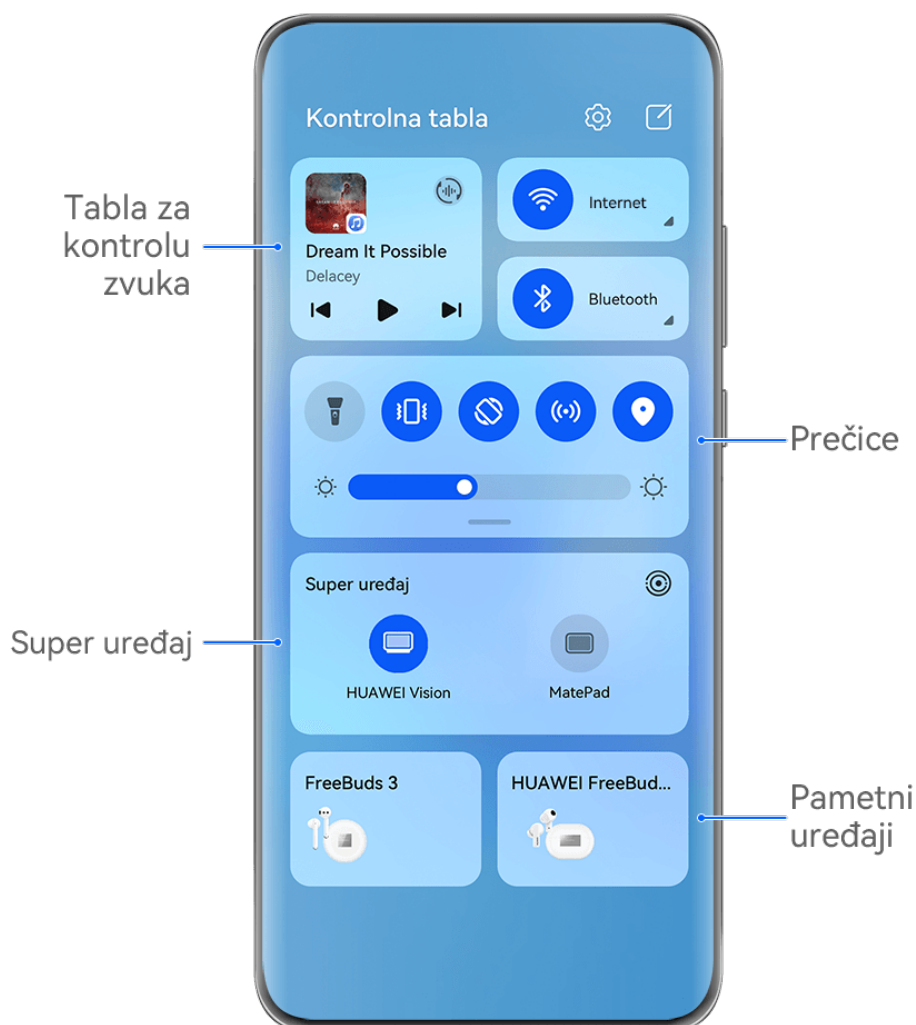 Kontrolna tabla
Tabla za
kontrolu
zvuka
Dream It Possible
Delacey
Internet
Bluetooth
Prečice
Super uređaj
Super uređaj
HUAWEI Vision
MatePad
FreeBuds 3
HUAWEI FreeBud...
Pametni
uređaji